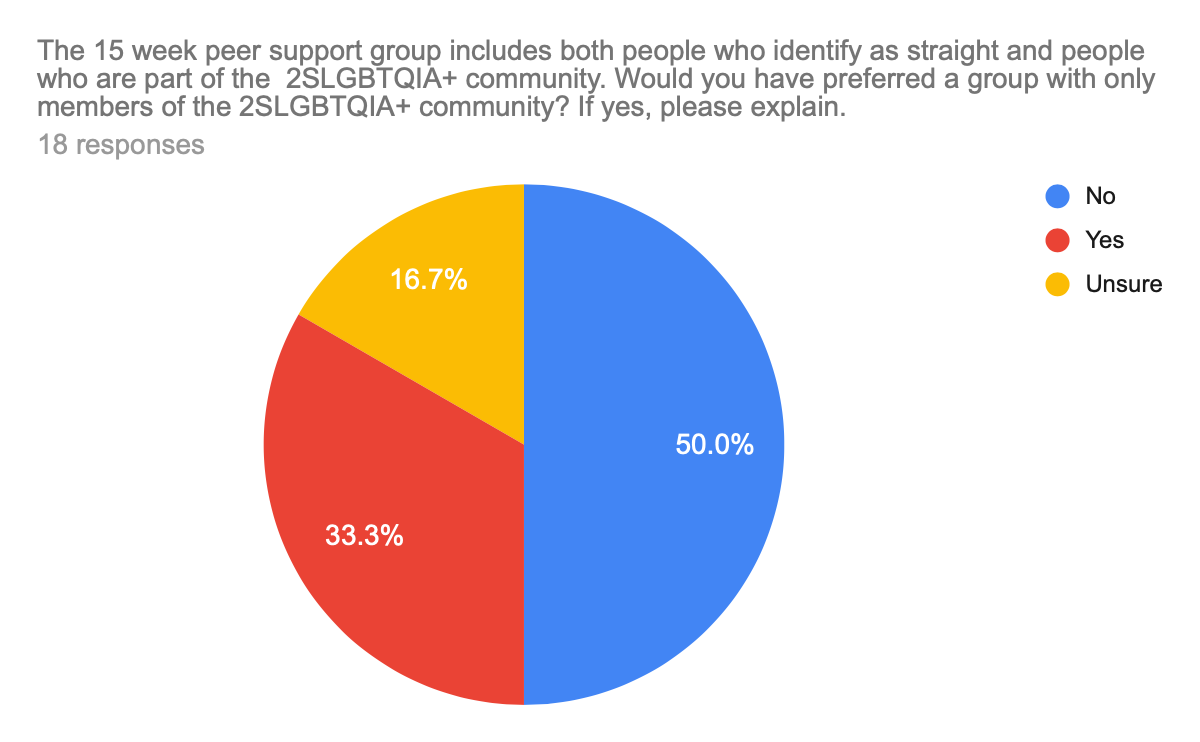 The 15 week peer support group includes both people who identify as straight and people
who are part of the  2SLGBTQIA+ community. Would you have preferred a group with only
members of the 2SLGBTQIA+ community? If yes, please explain.
18 responses
No
Yes
Unsure
16.7%
50.0%
33.3%